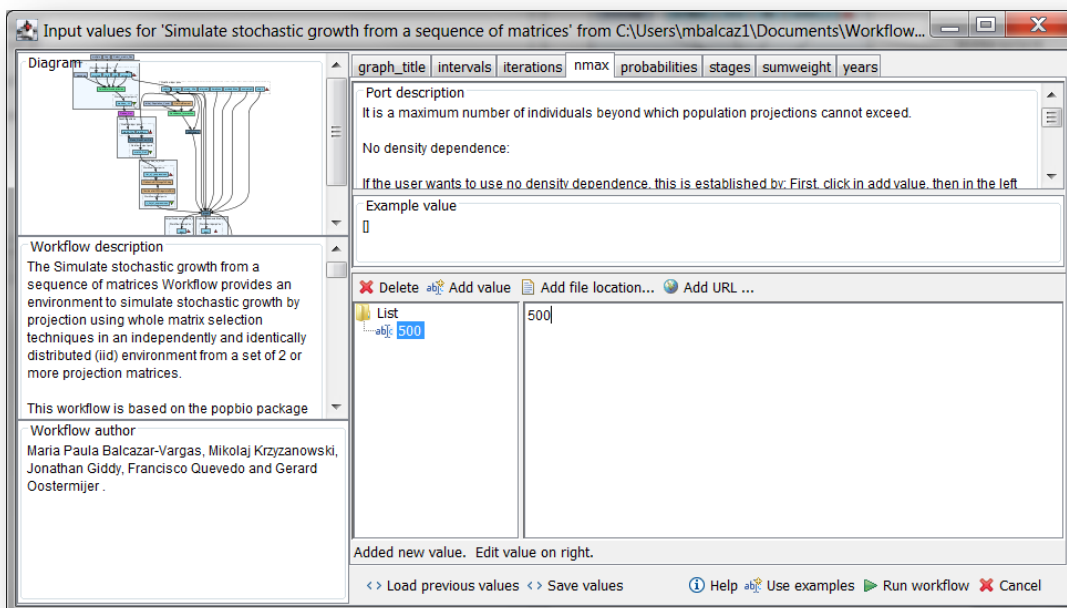 Input values for 'Simulate stochastic growth from a sequence of matrices' from C:\Users\mbalcaz1\Documents\Workflow...
Diagram
graph_title intervals iterations nmax probabilities stages sumweight years
Port description
It is a maximum number of individuals beyond which population projections cannot exceed.
No density dependence:
If the user wants to use no density dependence, this is established by: First, click in add value, then in the left
Example value
[]
Workflow description
The Simulate stochastic growth from a
sequence of matrices Workflow provides an
environment to simulate stochastic growth by
projection using whole matrix selection
techniques in an independently and identically
distributed (iid) environment from a set of 2 or
more projection matrices.
This workflow is based on the popbio package
Workflow author
Maria Paula Balcazar-Vargas, Mikolaj Krzyzanowski,
Jonathan Giddy, Francisco Quevedo and Gerard
Oostermijer .
Delete Add value Add file location... Add URL ...
List
500
500
Added new value. Edit value on right.
Load previous values Save values Help Use examples Run workflow Cancel